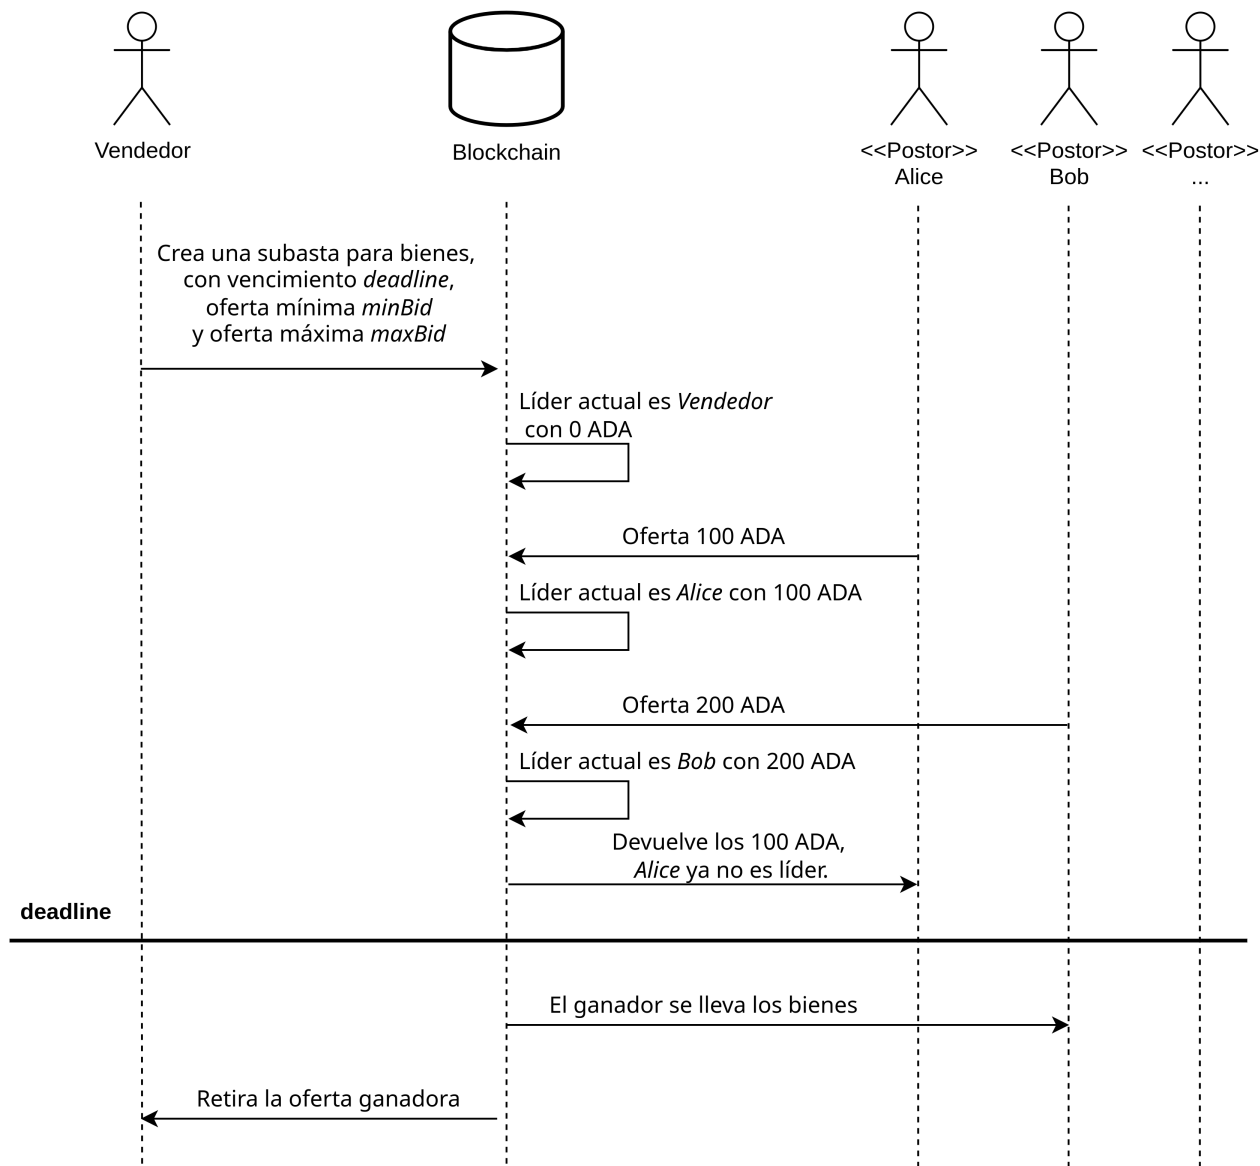 Vendedor
Blockchain
<<Postor>>
Alice
<<Postor>>
Bob
<<Postor>>
...
Crea una subasta para bienes,
con vencimiento deadline,
oferta mínima minBid
y oferta máxima maxBid
Líder actual es Vendedor
con 0 ADA
Oferta 100 ADA
Líder actual es Alice con 100 ADA
Oferta 200 ADA
Líder actual es Bob con 200 ADA
Devuelve los 100 ADA,
Alice ya no es líder.
deadline
El ganador se lleva los bienes
Retira la oferta ganadora